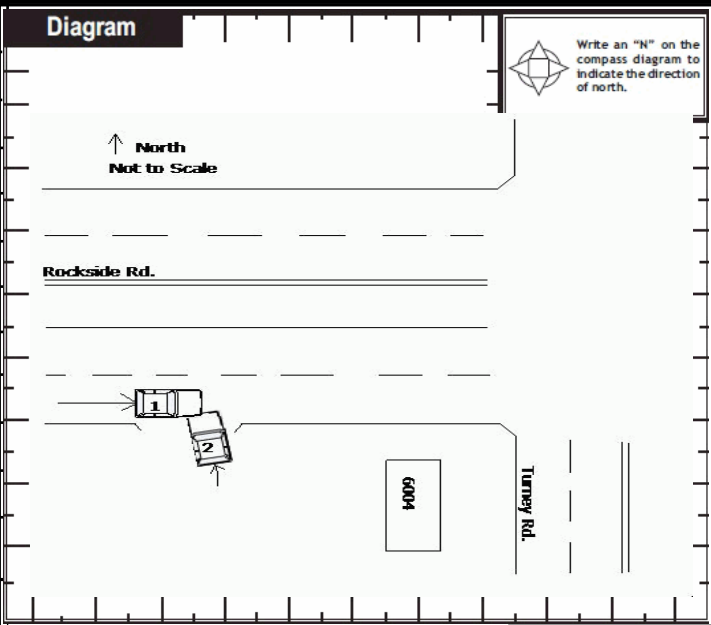 Diagram
Write an “N” on the
compass diagram to
indicate the direction
of north.
North
Not to Scale
Rockside Rd.
1
2
6004
Turney Rd.